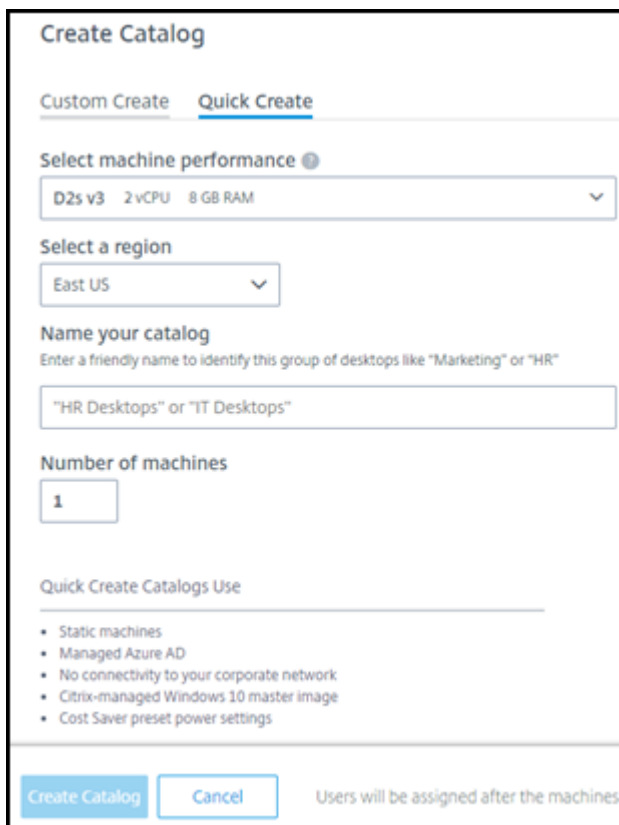 Create Catalog
Custom Create Quick Create
Select machine performance ?
D2s v3 2 vCPU 8 GB RAM
Select a region
East US
Name your catalog
Enter a friendly name to identify this group of desktops like "Marketing" or "HR"
"HR Desktops" or "IT Desktops"
Number of machines
1
Quick Create Catalogs Use
• Static machines
• Managed Azure AD
• No connectivity to your corporate network
• Citrix-managed Windows 10 master image
• Cost Saver preset power settings
Create Catalog Cancel Users will be assigned after the machines